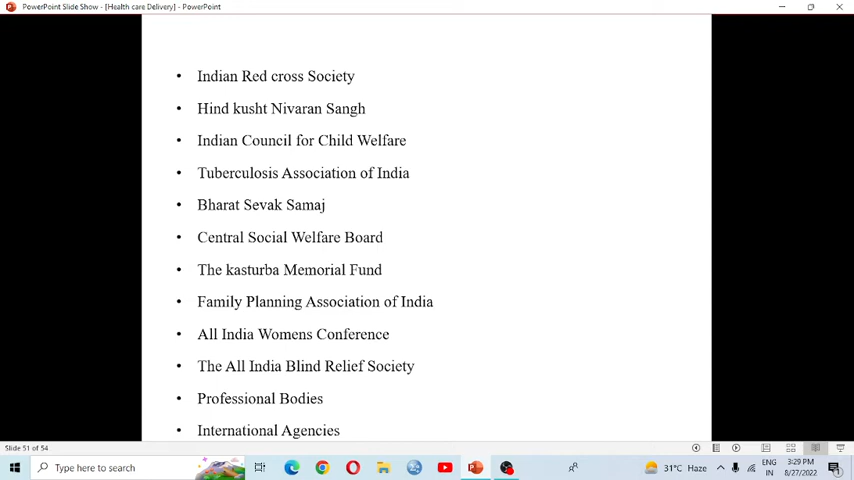 PowerPoint Slide Show - [Health care Delivery] - PowerPoint
• Indian Red cross Society
• Hind kusht Nivaran Sangh
• Indian Council for Child Welfare
• Tuberculosis Association of India
• Bharat Sevak Samaj
• Central Social Welfare Board
• The kasturba Memorial Fund
• Family Planning Association of India
• All India Womens Conference
• The All India Blind Relief Society
• Professional Bodies
• International Agencies
Slide 51 of 54
Type here to search
31°C Haze
ENG
IN
3:29 PM
8/27/2022